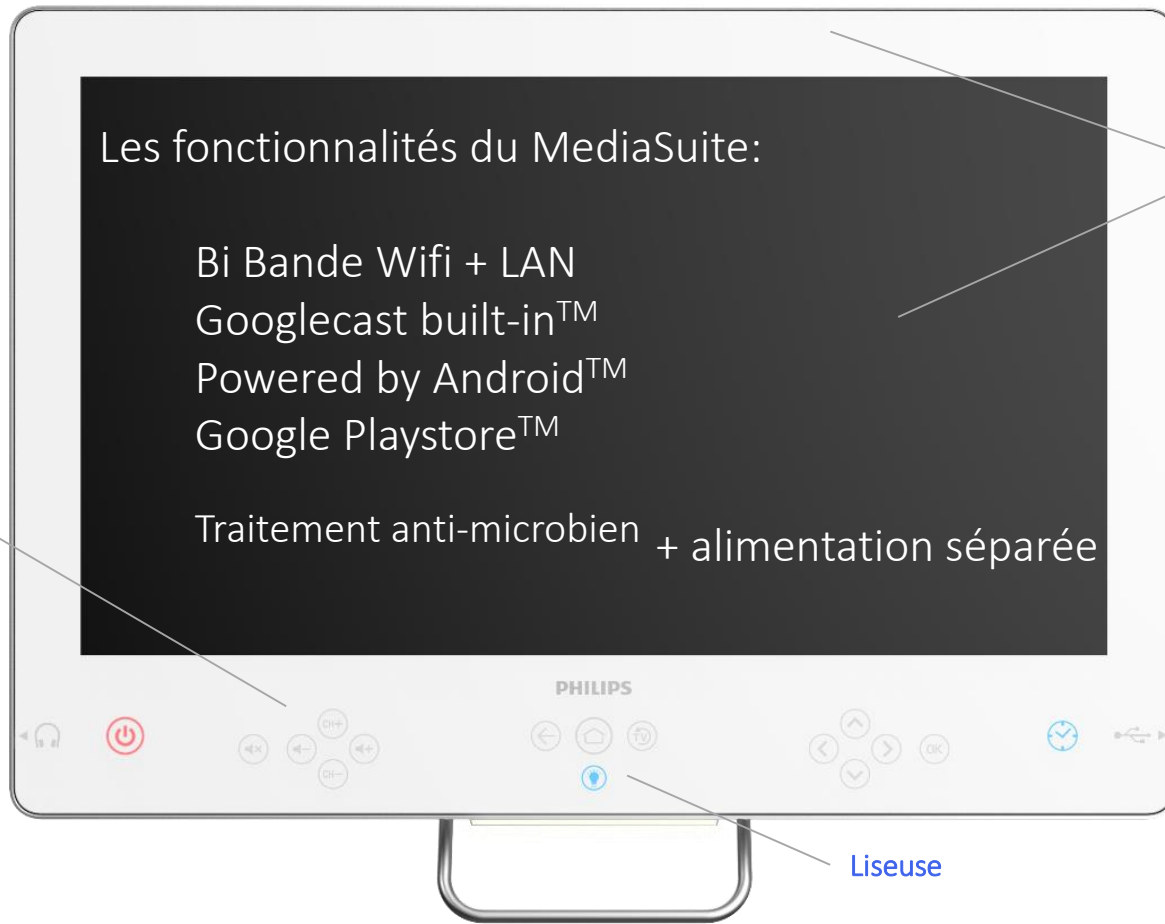 Les fonctionnalités du MediaSuite:
Bi Bande Wifi + LAN
Googlecast built-in™
Powered by Android™
Google Playstore™
Traitement anti-microbien
+ alimentation séparée
PHILIPS
CH+
CH-
tv
OK
Liseuse